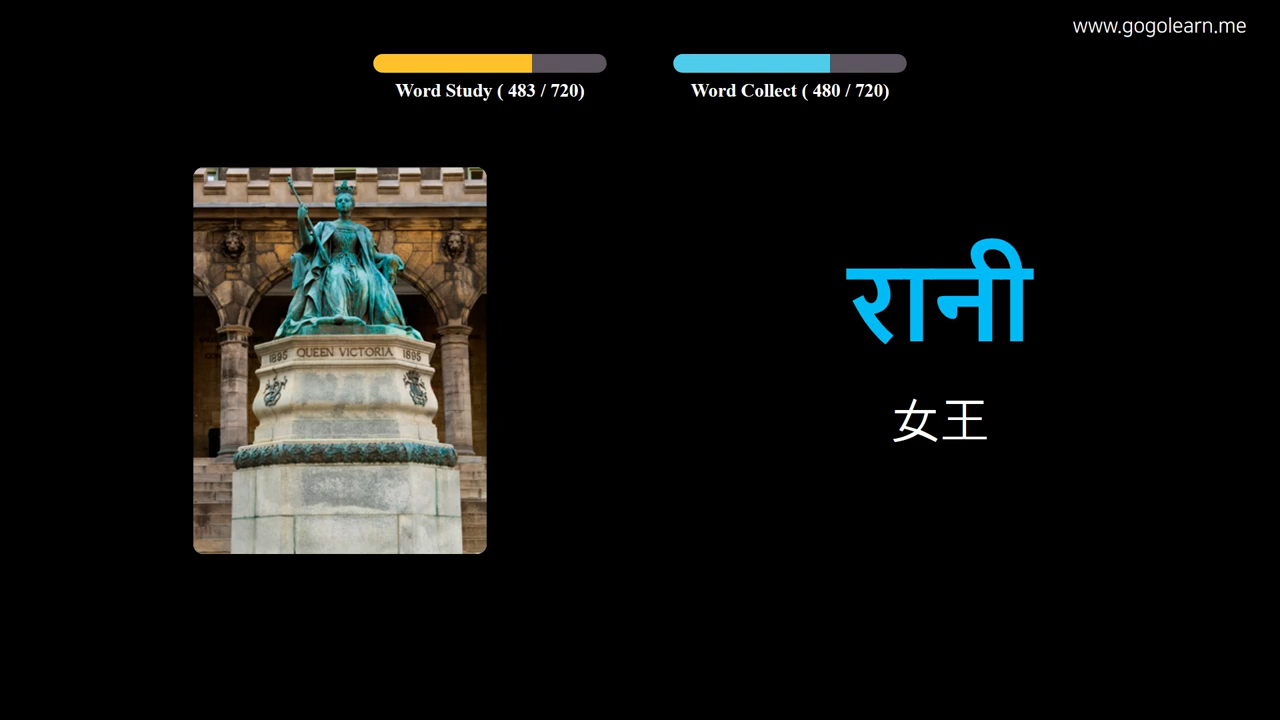 www.gogolearn.me
Word Study ( 483 / 720)
Word Collect ( 480 / 720)
1895 QUEEN VICTORIA 1895
रानी
女王